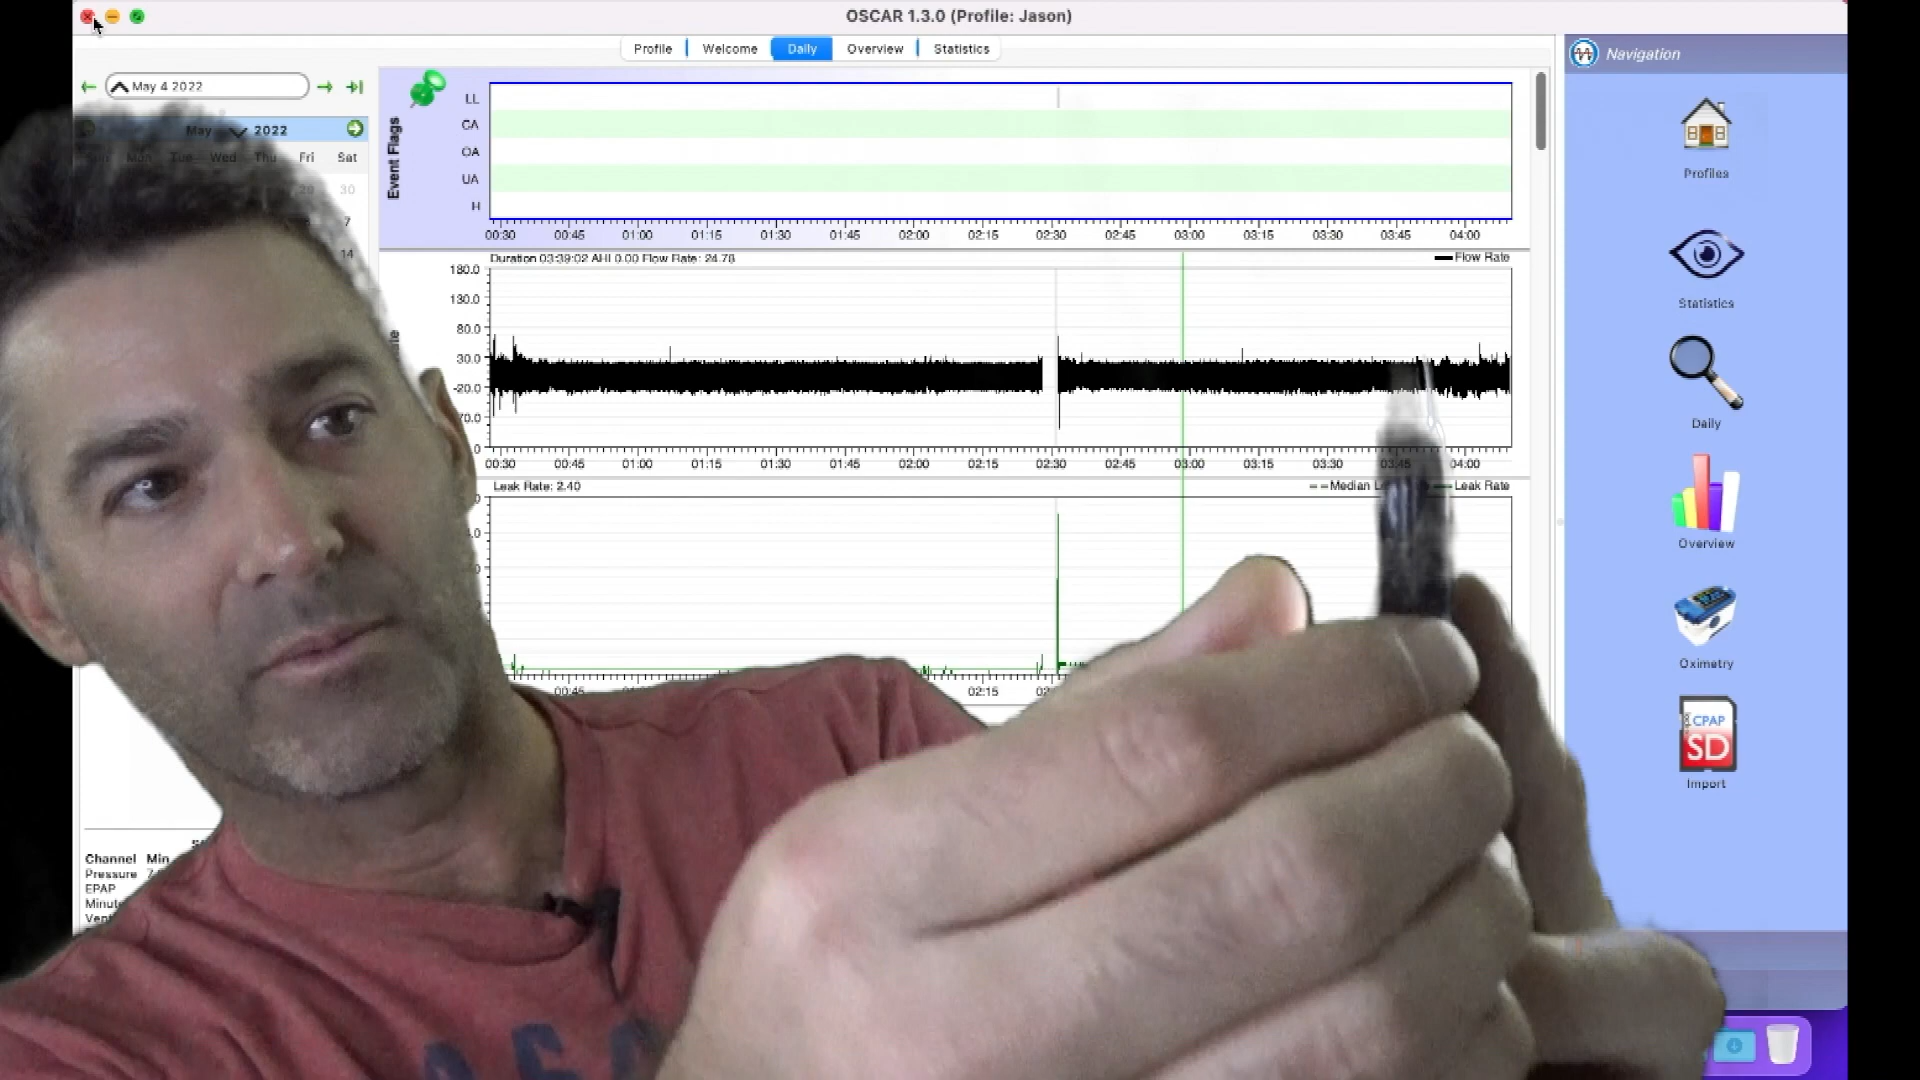 OSCAR 1.3.0 (Profile: Jason)
Profile
Welcome
Daily
Overview
Statistics
May 4 2022
May 2022
Sun Mon Tue Wed Thu Fri Sat
29 30
7
14
Event Flags
LL
CA
OA
UA
H
00:30 00:45 01:00 01:15 01:30 01:45 02:00 02:15 02:30 02:45 03:00 03:15 03:30 03:45 04:00
Duration 03:39:02 AHI 0.00 Flow Rate: 24.78
Flow Rate
180.0
130.0
80.0
30.0
-20.0
00:30 00:45 01:00 01:15 01:30 01:45 02:00 02:15 02:30 02:45 03:00 03:15 03:30 03:45 04:00
Leak Rate: 2.40
Median
Leak Rate
00:45
02:15
Channel Min
Pressure
EPAP
Navigation
Profiles
Statistics
Daily
Overview
Oximetry
CPAP
SD
Import